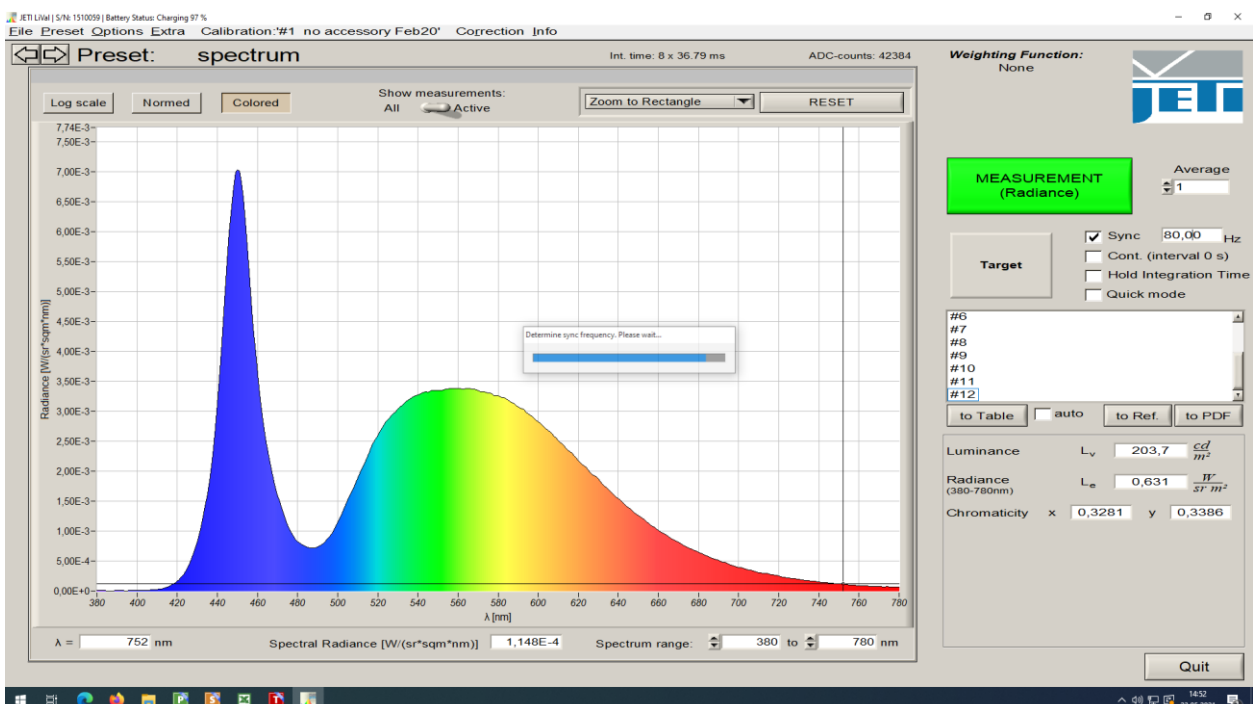 JETI LiVal | S/N: 1510059 | Battery Status: Charging 97 %
File Preset Options Extra Calibration:'#1 no accessory Feb20' Correction Info
Preset: spectrum
Int. time: 8 x 36.79 ms
ADC-counts: 42384
Log scale
Normed
Colored
Show measurements:
All Active
Zoom to Rectangle
RESET
7,74E-3
7,50E-3
7,00E-3
6,50E-3
6,00E-3
5,50E-3
5,00E-3
4,50E-3
4,00E-3
3,50E-3
3,00E-3
2,50E-3
2,00E-3
1,50E-3
1,00E-3
5,00E-4
0,00E+0
Radiance [W/(sr*sqm*nm)]
Determine sync frequency. Please wait...
380 400 420 440 460 480 500 520 540 560 580 600 620 640 660 680 700 720 740 760 780
λ [nm]
λ = 752 nm
Spectral Radiance [W/(sr*sqm*nm)] 1,148E-4
Spectrum range: 380 to 780 nm
Weighting Function:
None
JETI
MEASUREMENT
(Radiance)
Average
1
Target
Sync 80,00 Hz
Cont. (interval 0 s)
Hold Integration Time
Quick mode
#6
#7
#8
#9
#10
#11
#12
to Table
auto
to Ref.
to PDF
Luminance Lv 203,7 cd/m²
Radiance Le 0,631 W/sr m²
(380-780nm)
Chromaticity x 0,3281 y 0,3386
Quit
14:52